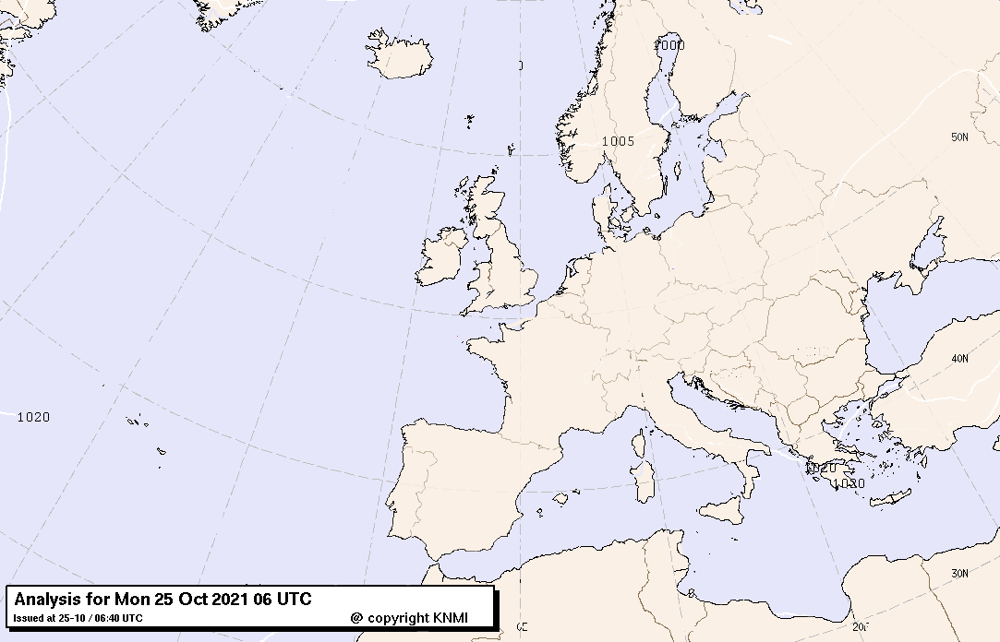 1000
1005
50N
40N
1020
1020
1020
30N
Analysis for Mon 25 Oct 2021 06 UTC
Issued at 25-10 / 06:40 UTC
@ copyright KNMI